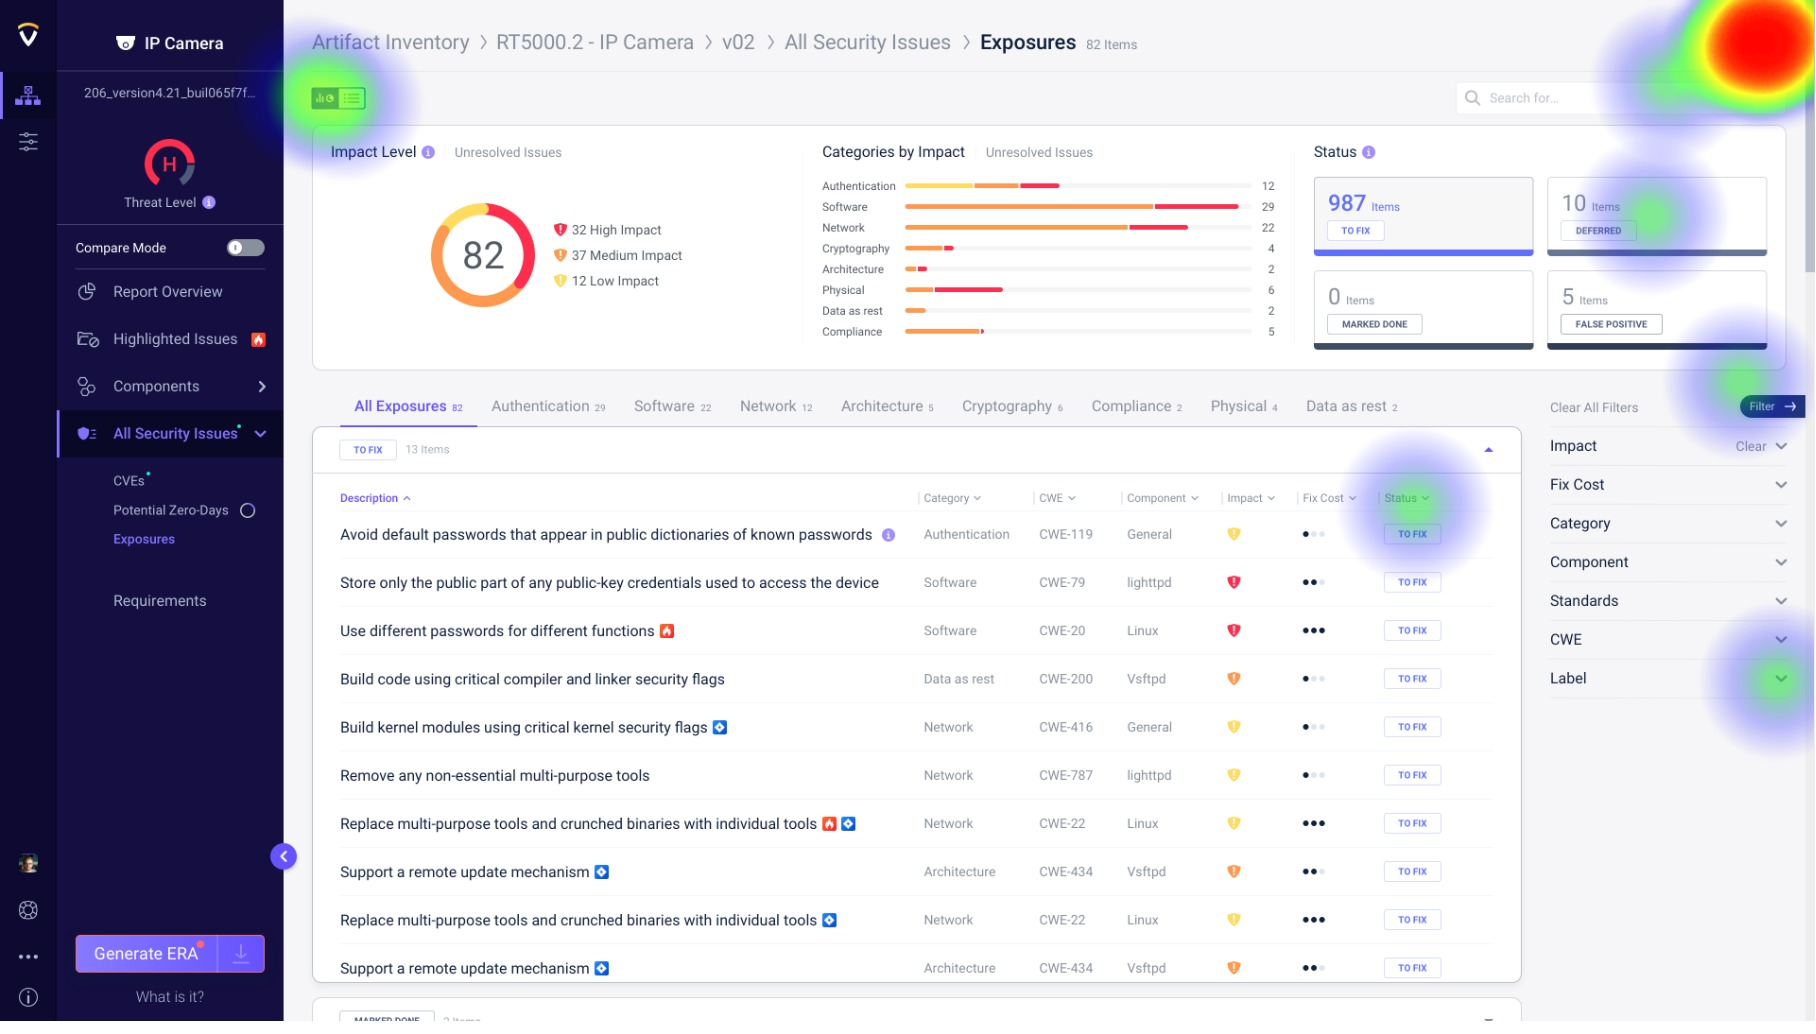 IP Camera
206_version4.21_buil065f7f...
H
Threat Level
Compare Mode
Report Overview
Highlighted Issues
Components
All Security Issues
CVEs
Potential Zero-Days
Exposures
Requirements
Generate ERA
What is it?
Artifact Inventory > RT5000.2 - IP Camera > v02 > All Security Issues > Exposures 82 Items
Search for...
Impact Level Unresolved Issues
82
32 High Impact
37 Medium Impact
12 Low Impact
Categories by Impact Unresolved Issues
Authentication 12
Software 29
Network 22
Cryptography 4
Architecture 2
Physical 6
Data as rest 2
Compliance 5
Status
987 Items
TO FIX
10 Items
DEFERRED
0 Items
MARKED DONE
5 Items
FALSE POSITIVE
All Exposures 82 Authentication 29 Software 22 Network 12 Architecture 5 Cryptography 6 Compliance 2 Physical 4 Data as rest 2
TO FIX 13 Items
Description Category CWE Component Impact Fix Cost Status
Avoid default passwords that appear in public dictionaries of known passwords Authentication CWE-119 General TO FIX
Store only the public part of any public-key credentials used to access the device Software CWE-79 lighttpd TO FIX
Use different passwords for different functions Software CWE-20 Linux TO FIX
Build code using critical compiler and linker security flags Data as rest CWE-200 Vsftpd TO FIX
Build kernel modules using critical kernel security flags Network CWE-416 General TO FIX
Remove any non-essential multi-purpose tools Network CWE-787 lighttpd TO FIX
Replace multi-purpose tools and crunched binaries with individual tools Network CWE-22 Linux TO FIX
Support a remote update mechanism Architecture CWE-434 Vsftpd TO FIX
Replace multi-purpose tools and crunched binaries with individual tools Network CWE-22 Linux TO FIX
Support a remote update mechanism Architecture CWE-434 Vsftpd TO FIX
MARKED DONE 2 Items
Clear All Filters Filter
Impact Clear
Fix Cost
Category
Component
Standards
CWE
Label